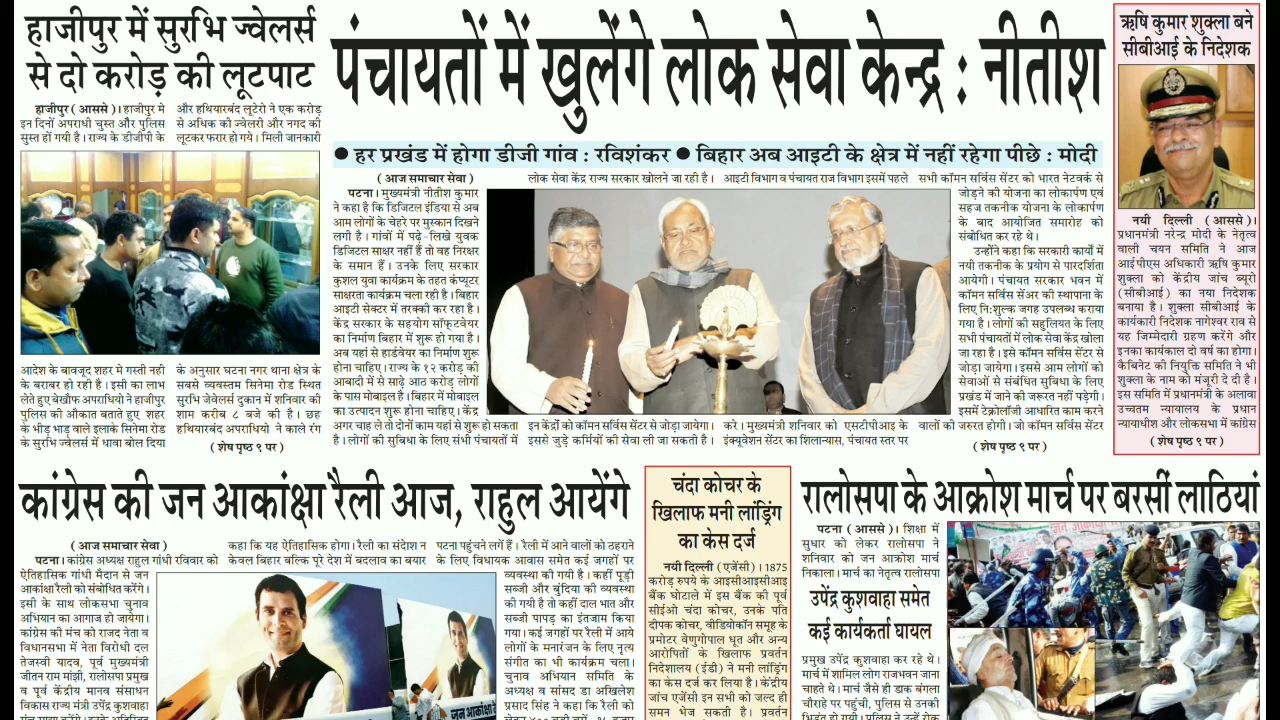 हाजीपुर में सुरभि ज्वेलर्स
से दो करोड़ की लूटपाट
हाजीपुर ( आससे )। हाजीपुर मे
इन दिनों अपराधी चुस्त और पुलिस
सुस्त हों गयी है। राज्य के डीजीपी के
आदेश के बावजूद शहर मे गस्ती नही
के बराबर हो रही है । इसी का लाभ
लेते हुए बेखौफ अपराधियो ने हाजीपुर
पुलिस की औकात बताते हुए शहर
के भीड़ भाड़ वाले इलाके सिनेमा रोड
के सुरभि ज्वेलर्स में धावा बोल दिया
और हथियारबंद लूटेरो ने एक करोड़
से अधिक की ज्वेलरी और नगद को
लूटकर फरार हो गये । मिली जानकारी
के अनुसार घटना नगर थाना क्षेत्र के
सबसे व्यवस्तम सिनेमा रोड स्थित
सुरभि जेवेलर्स दुकान में शनिवार की
शाम करीब ८ बजे की है। छह
हथियारबंद अपराधियो ने काले रंग
( शेष पृष्ठ ९ पर )
पंचायतों में खुलेंगे लोक सेवा केन्द्र : नीतीश
● हर प्रखंड में होगा डीजी गांव : रविशंकर ● बिहार अब आइटी के क्षेत्र में नहीं रहेगा पीछे : मोदी
( आज समाचार सेवा )
पटना। मुख्यमंत्री नीतीश कुमार
ने कहा है कि डिजिटल इंडिया से अब
आम लोगों के चेहरे पर मुस्कान दिखने
लगी है। गांवों में पढ़े -लिखे युवक
डिजिटल साक्षर नहीं हैं तो वह निरक्षर
के समान हैं । उनके लिए सरकार
कुशल युवा कार्यक्रम के तहत कंप्यूटर
साक्षरता कार्यक्रम चला रही है। बिहार
आइटी सेक्टर में तरक्की कर रहा है।
केंद्र सरकार के सहयोग सॉफ्टवेयर
का निर्माण बिहार में शुरू हो गया है।
अब यहां से हार्डवेयर का निर्माण शुरू
होना चाहिए। राज्य के १२ करोड़ की
आबादी में से साढ़े आठ करोड़ लोगों
के पास मोबाइल है। बिहार में मोबाइल
का उत्पादन शुरू होना चाहिए। केंद्र
अगर चाह ले तो दोनों काम यहां से शुरू हो सकता
है । लोगों की सुबिधा के लिए सभी पंचायतों में
लोक सेवा केंद्र राज्य सरकार खोलने जा रही है ।
इन केंद्रों को कॉमन सर्विस सेंटर से जोड़ा जायेगा।
इससे जुड़े कर्मियों की सेवा ली जा सकती है ।
आइटी विभाग व पंचायत राज विभाग इसमें पहले
करे । मुख्यमंत्री शनिवार को एसटीपीआइ के
इंक्यूवेशन सेंटर का शिलान्यास, पंचायत स्तर पर
सभी कॉमन सर्विस सेंटर को भारत नेटवर्क से
जोड़ने की योजना का लोकार्पण एवं
सहज तकनीक योजना के लोकार्पण
के बाद आयोजित समारोह को
संबोधित कर रहे थे।
उन्होंने कहा कि सरकारी कार्यो में
नयी तकनीक के प्रयोग से पारदर्शिता
आयेगी। पंचायत सरकार भवन में
कॉमन सर्विस सेंअर की स्थापाना के
लिए नि:शुल्क जगह उपलब्ध कराया
गया है। लोगों की सहुलियत के लिए
सभी पंचायतों में लोक सेवा केंद्र खोला
जा रहा है। इसे कॉमन सर्विस सेंटर से
जोड़ा जायेगा। इससे आम लोगों को
सेवाओं से संबंधित सुबिधा के लिए
प्रखंड में जाने की जरूरत नहीं पड़ेगी।
इसमें टेक्नोलॉजी आधारित काम करने
वालों की जरुरत होगी। जो कॉमन सर्विस सेंटर
( शेष पृष्ठ ९ पर )
ऋषि कुमार शुक्ला बने
सीबीआई के निदेशक
नयी दिल्ली (आससे)।
प्रधानमंत्री नरेन्द्र मोदी के नेतृत्व
वाली चयन समिति ने आज
आईपीएस अधिकारी ऋषि कुमार
शुक्ला को केंद्रीय जांच ब्यूरो
(सीबीआई) का नया निदेशक
बनाया है। शुक्ला सीबीआई के
कार्यकारी निदेशक नागेश्वर राव से
यह जिम्मेदारी ग्रहण करेंगे और
इनका कार्यकाल दो वर्ष का होगा।
कैबिनेट की नियुक्ति समिति ने भी
शुक्ला के नाम को मंजूरी दे दी है।
इस समिति में प्रधानमंत्री के अलावा
उच्चतम न्यायालय के प्रधान
न्यायाधीश और लोकसभा में कांग्रेस
( शेष पृष्ठ ९ पर )
कांग्रेस की जन आकांक्षा रैली आज, राहुल आयेंगे
( आज समाचार सेवा )
पटना। कांग्रेस अध्यक्ष राहुल गांधी रविवार को
ऐतिहासिक गांधी मैदान से जन
आकांक्षा रैली को संबोधित करेंगे।
इसी के साथ लोकसभा चुनाव
अभियान का आगाज हो जायेगा।
कांग्रेस की मंच को राजद नेता व
विधानसभा में नेता विरोधी दल
तेजस्वी यादव, पूर्व मुख्यमंत्री
जीतन राम मांझी, रालोसपा प्रमुख
व पूर्व केंद्रीय मानव संसाधन
विकास राज्य मंत्री उपेंद्र कुशवाहा
कहा कि यह ऐतिहासिक होगा। रैली का संदेश न
केवल बिहार बल्कि पूरे देश में बदलाव का बयार
पटना पहुंचने लगें हैं । रैली में आने वालों को ठहराने
के लिए विधायक आवास समेत कई जगहों पर
व्यवस्था की गयी है । कहीं पूड़ी
सब्जी और बुंदिया की व्यवस्था
की गयी है तो कहीं दाल भात और
सब्जी पापड़ का इंतजाम किया
गया। कई जगहों पर रैली में आये
लोगों के मनारंजन के लिए नृत्य
संगीत का भी कार्यक्रम चला।
चुनाव अभियान समिति के
अध्यक्ष व सांसद डा अखिलेश
प्रसाद सिंह ने कहा कि रैली को
चंदा कोचर के
खिलाफ मनी लांड्रिंग
का केस दर्ज
नयी दिल्ली (एजेंसी)। 1875
करोड़ रुपये के आइसीआइसीआइ
बैंक घोटाले में इस बैंक की पूर्व
सीईओ चंदा कोचर, उनके पति
दीपक कोचर, वीडियोकॉन समूह के
प्रमोटर वेणुगोपाल धूत और अन्य
आरोपितों के खिलाफ प्रवर्तन
निदेशालय (ईडी) ने मनी लांड्रिंग
का केस दर्ज कर लिया है। केंद्रीय
जांच एजेंसी इन सभी को जल्द ही
समन भेज सकती है। प्रवर्तन
रालोसपा के आक्रोश मार्च पर बरसीं लाठियां
पटना ( आससे )। शिक्षा में
सुधार को लेकर रालोसपा ने
शनिवार को जन आक्रोश मार्च
निकाला। मार्च का नेतृत्व रालोसपा
उपेंद्र कुशवाहा समेत
कई कार्यकर्ता घायल
प्रमुख उपेंद्र कुशवाहा कर रहे थे।
मार्च में शामिल लोग राजभवन जाना
चाहते थे। मार्च जैसे ही डाक बंगला
चौराहे पर पहुंची, पुलिस से उनकी